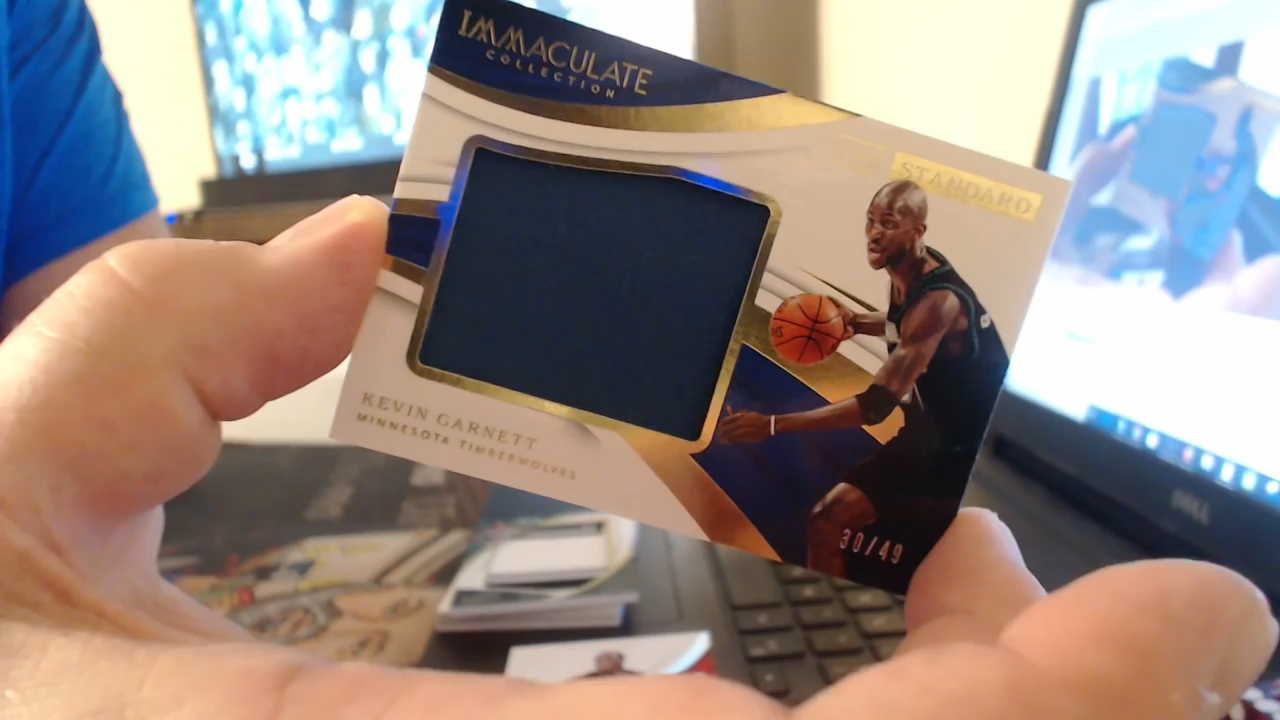 IMMACULATE
COLLECTION
STANDARD
KEVIN GARNETT
MINNESOTA TIMBERWOLVES
30/49
DELL